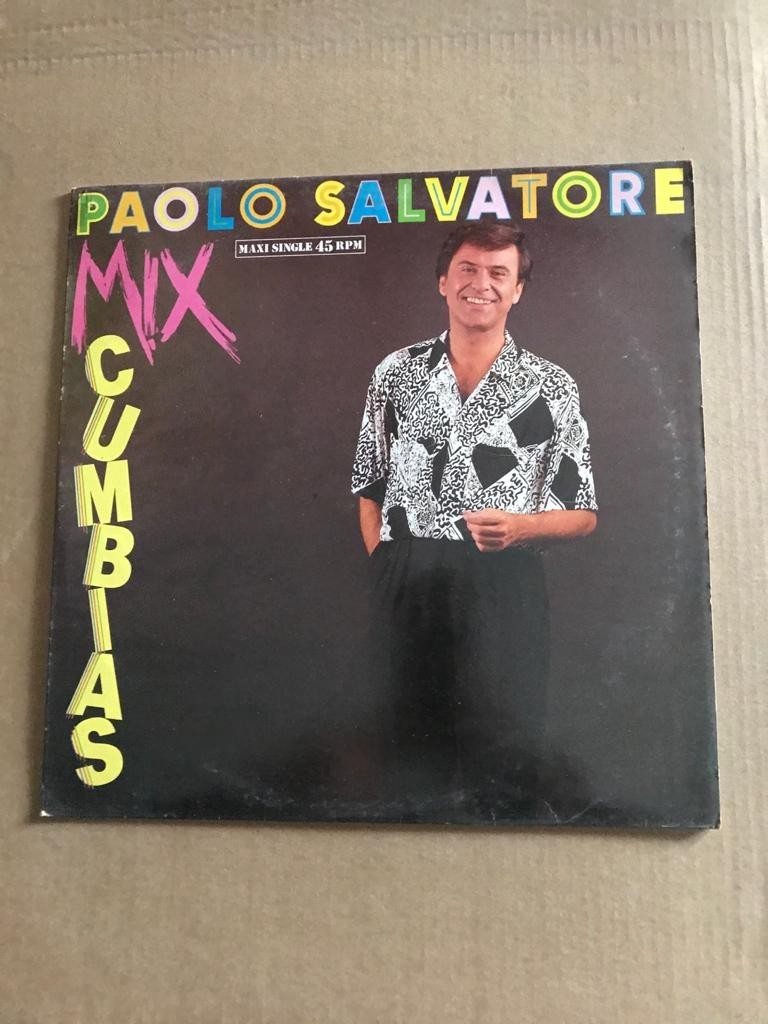 PAOLO SALVATORE
MIX
MAXI SINGLE 45 RPM
CUMBIAS